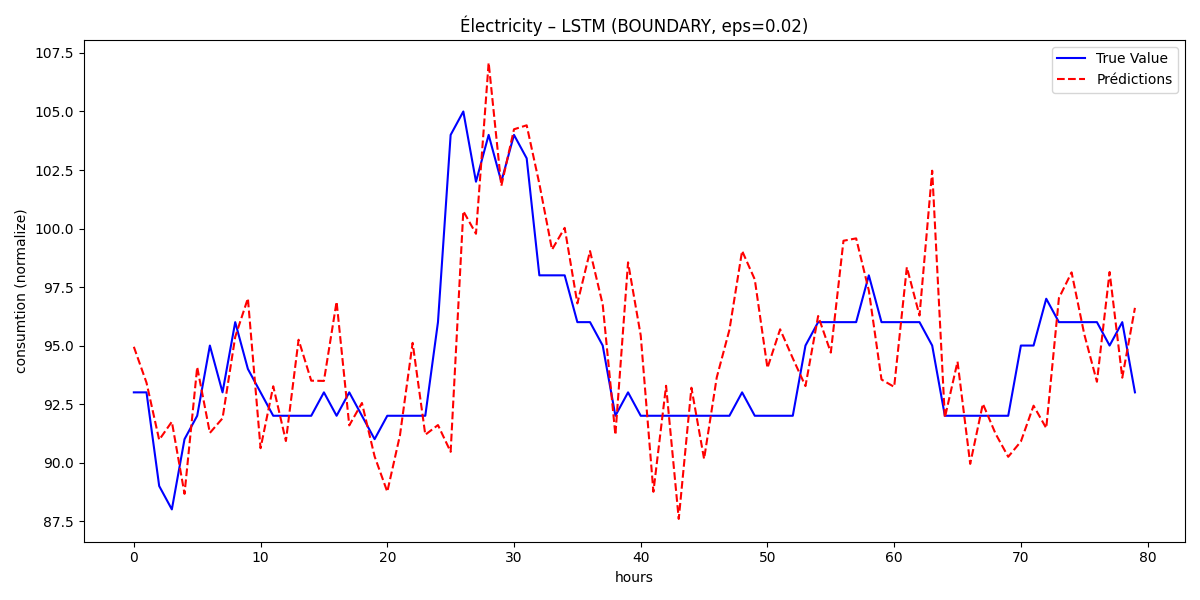 Électricity – LSTM (BOUNDARY, eps=0.02)
107.5
105.0
102.5
100.0
97.5
95.0
92.5
90.0
87.5
consumtion (normalize)
True Value
Prédictions
0 10 20 30 40 50 60 70 80
hours